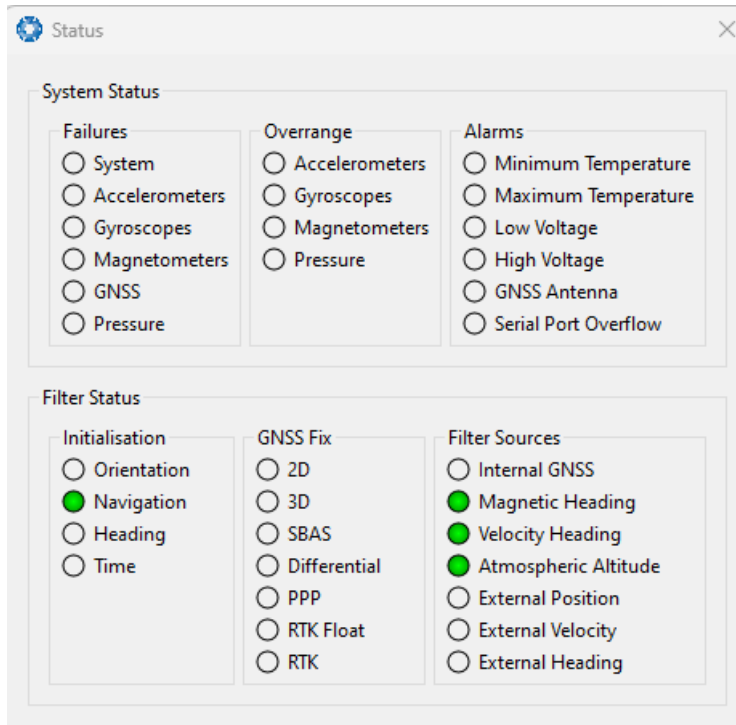 Status
System Status
Failures
System
Accelerometers
Gyroscopes
Magnetometers
GNSS
Pressure
Overrange
Accelerometers
Gyroscopes
Magnetometers
Pressure
Alarms
Minimum Temperature
Maximum Temperature
Low Voltage
High Voltage
GNSS Antenna
Serial Port Overflow
Filter Status
Initialisation
Orientation
Navigation
Heading
Time
GNSS Fix
2D
3D
SBAS
Differential
PPP
RTK Float
RTK
Filter Sources
Internal GNSS
Magnetic Heading
Velocity Heading
Atmospheric Altitude
External Position
External Velocity
External Heading